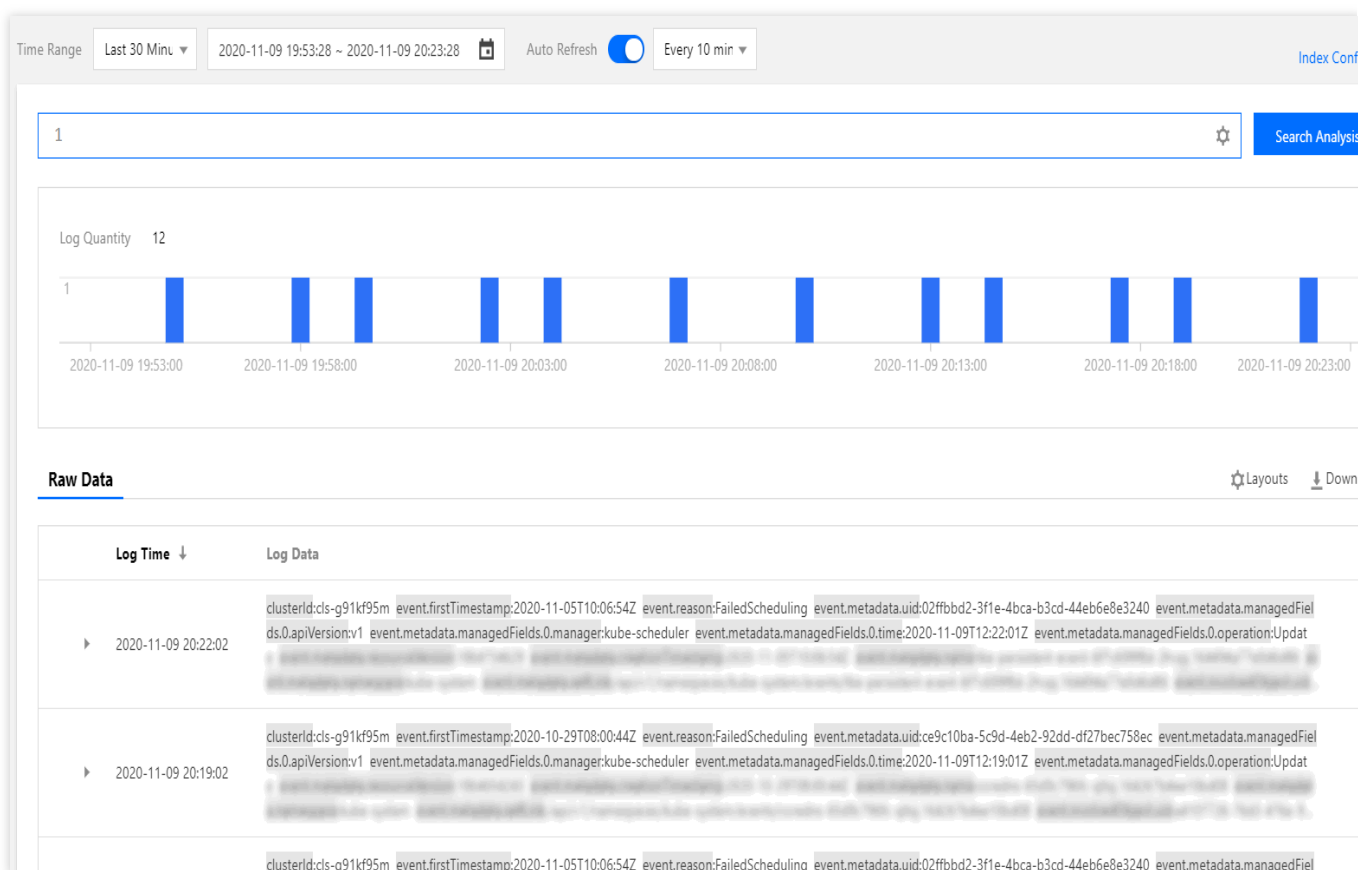 Time Range Last 30 Minu 2020-11-09 19:53:28 ~ 2020-11-09 20:23:28 Auto Refresh Every 10 min
Index Conf
1 Search Analysis
Log Quantity 12
1
2020-11-09 19:53:00 2020-11-09 19:58:00 2020-11-09 20:03:00 2020-11-09 20:08:00 2020-11-09 20:13:00 2020-11-09 20:18:00 2020-11-09 20:23:00
Raw Data Layouts Down
Log Time Log Data
clusterId:cls-g91kf95m event.firstTimestamp:2020-11-05T10:06:54Z event.reason:FailedScheduling event.metadata.uid:02ffbbd2-3f1e-4bca-b3cd-44eb6e8e3240 event.metadata.managedFiel
ds.0.apiVersion:v1 event.metadata.managedFields.0.manager:kube-scheduler event.metadata.managedFields.0.time:2020-11-09T12:22:01Z event.metadata.managedFields.0.operation:Updat
2020-11-09 20:22:02
clusterId:cls-g91kf95m event.firstTimestamp:2020-10-29T08:00:44Z event.reason:FailedScheduling event.metadata.uid:ce9c10ba-5c9d-4eb2-92dd-df27bec758ec event.metadata.managedFiel
ds.0.apiVersion:v1 event.metadata.managedFields.0.manager:kube-scheduler event.metadata.managedFields.0.time:2020-11-09T12:19:01Z event.metadata.managedFields.0.operation:Updat
2020-11-09 20:19:02
clusterId:cls-g91kf95m event.firstTimestamp:2020-11-05T10:06:54Z event.reason:FailedScheduling event.metadata.uid:02ffbbd2-3f1e-4bca-b3cd-44eb6e8e3240 event.metadata.managedFiel